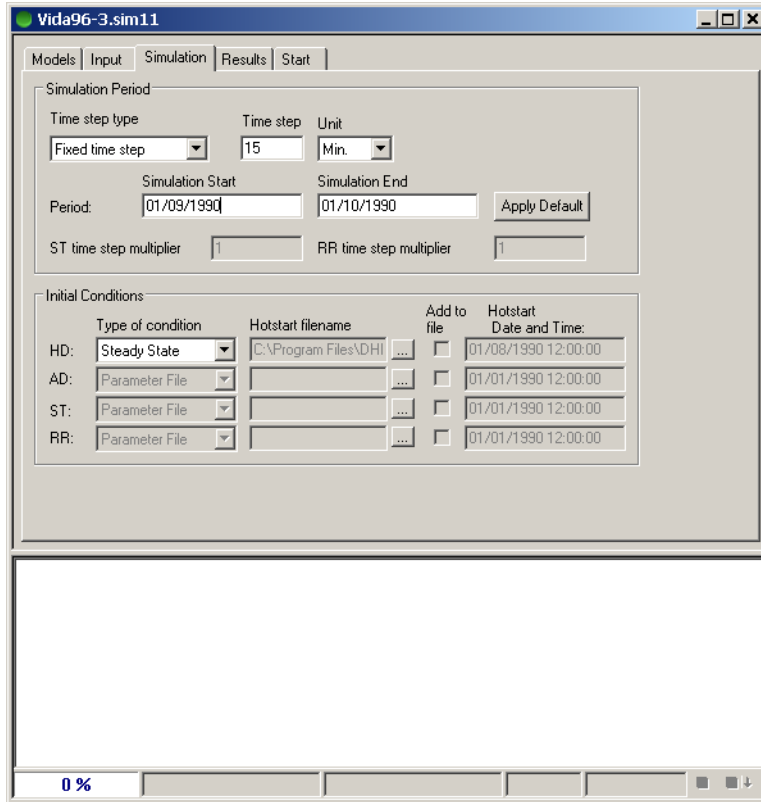 Vida96-3.sim11
Models Input Simulation Results Start
Simulation Period
Time step type Time step Unit
Fixed time step 15 Min.
Simulation Start Simulation End
Period: 01/09/1990 01/10/1990 Apply Default
ST time step multiplier 1 RR time step multiplier 1
Initial Conditions
Type of condition Hotstart filename Add to file Hotstart Date and Time:
HD: Steady State C:\Program Files\DHI ... 01/08/1990 12:00:00
AD: Parameter File ... 01/01/1990 12:00:00
ST: Parameter File ... 01/01/1990 12:00:00
RR: Parameter File ... 01/01/1990 12:00:00
0 %